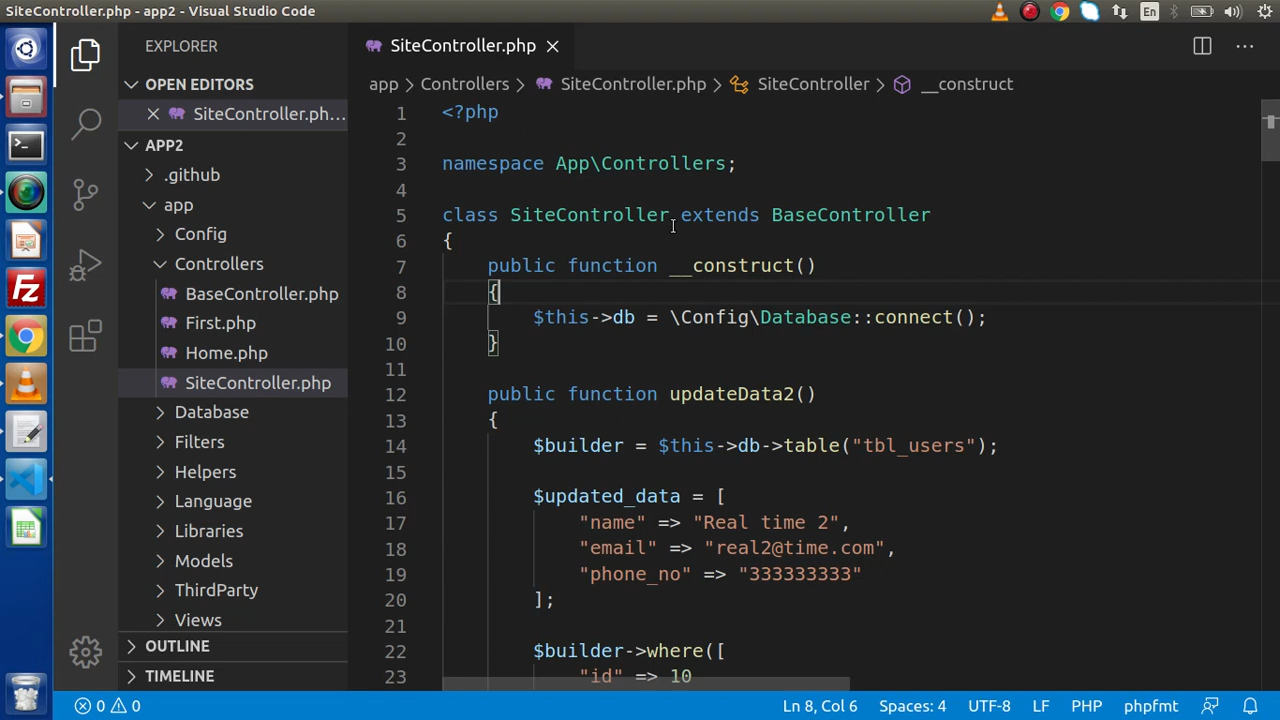 SiteController.php - app2 - Visual Studio Code
En
EXPLORER
OPEN EDITORS
SiteController.ph...
APP2
.github
app
Config
Controllers
BaseController.php
First.php
Home.php
SiteController.php
Database
Filters
Helpers
Language
Libraries
Models
ThirdParty
Views
OUTLINE
TIMELINE
SiteController.php
app > Controllers > SiteController.php > SiteController > __construct
1 <?php
2
3 namespace App\Controllers;
4
5 class SiteController extends BaseController
6 {
7 public function __construct()
8 {
9 $this->db = \Config\Database::connect();
10 }
11
12 public function updateData2()
13 {
14 $builder = $this->db->table("tbl_users");
15
16 $updated_data = [
17 "name" => "Real time 2",
18 "email" => "real2@time.com",
19 "phone_no" => "333333333"
20 ];
21
22 $builder->where([
23 "id" => 10
0 0 Ln 8, Col 6 Spaces: 4 UTF-8 LF PHP phpfmt